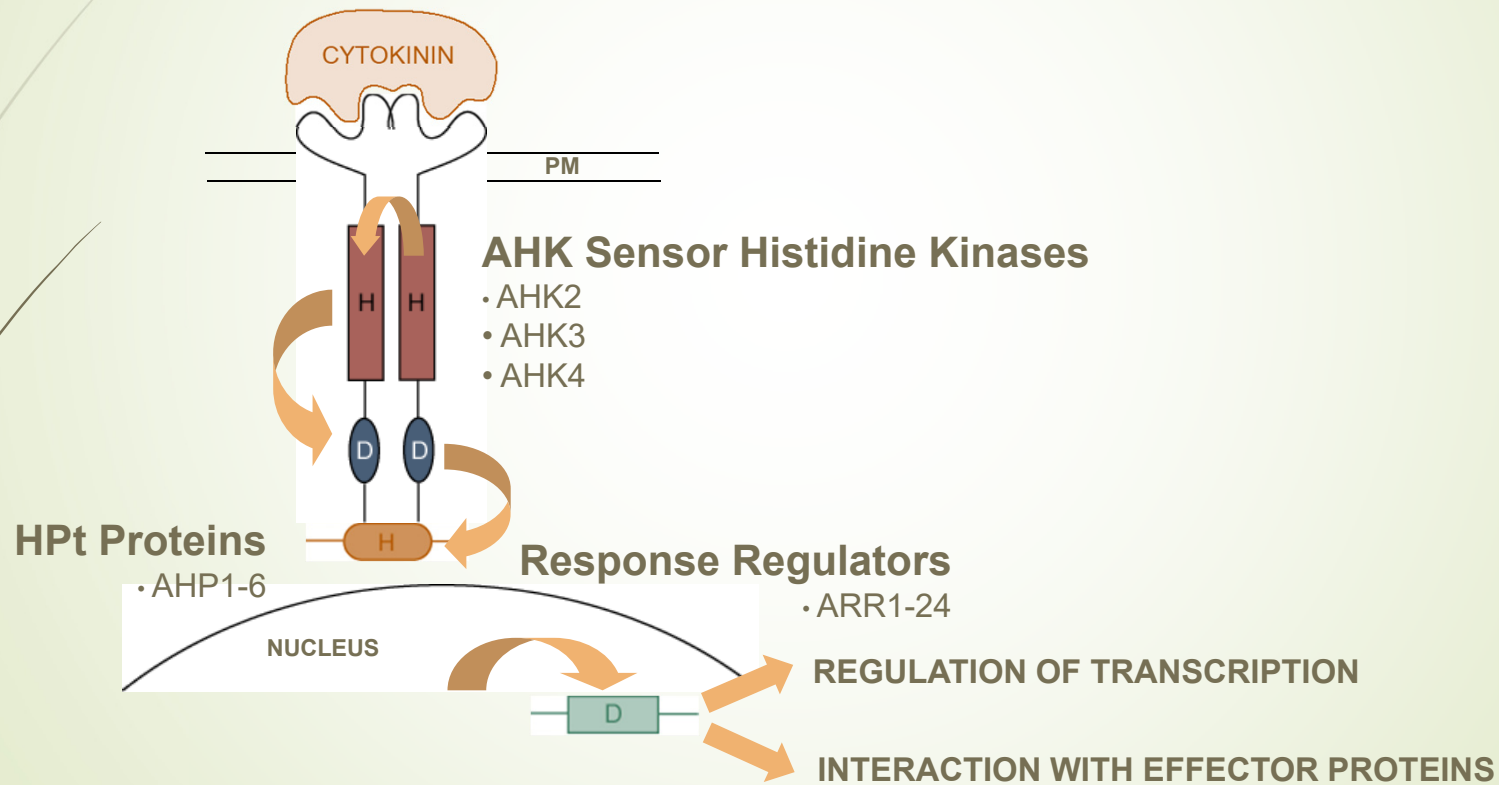 CYTOKININ
PM
AHK Sensor Histidine Kinases
• AHK2
• AHK3
• AHK4
H H
D D
HPt Proteins
• AHP1-6
H
Response Regulators
• ARR1-24
NUCLEUS
REGULATION OF TRANSCRIPTION
D
INTERACTION WITH EFFECTOR PROTEINS